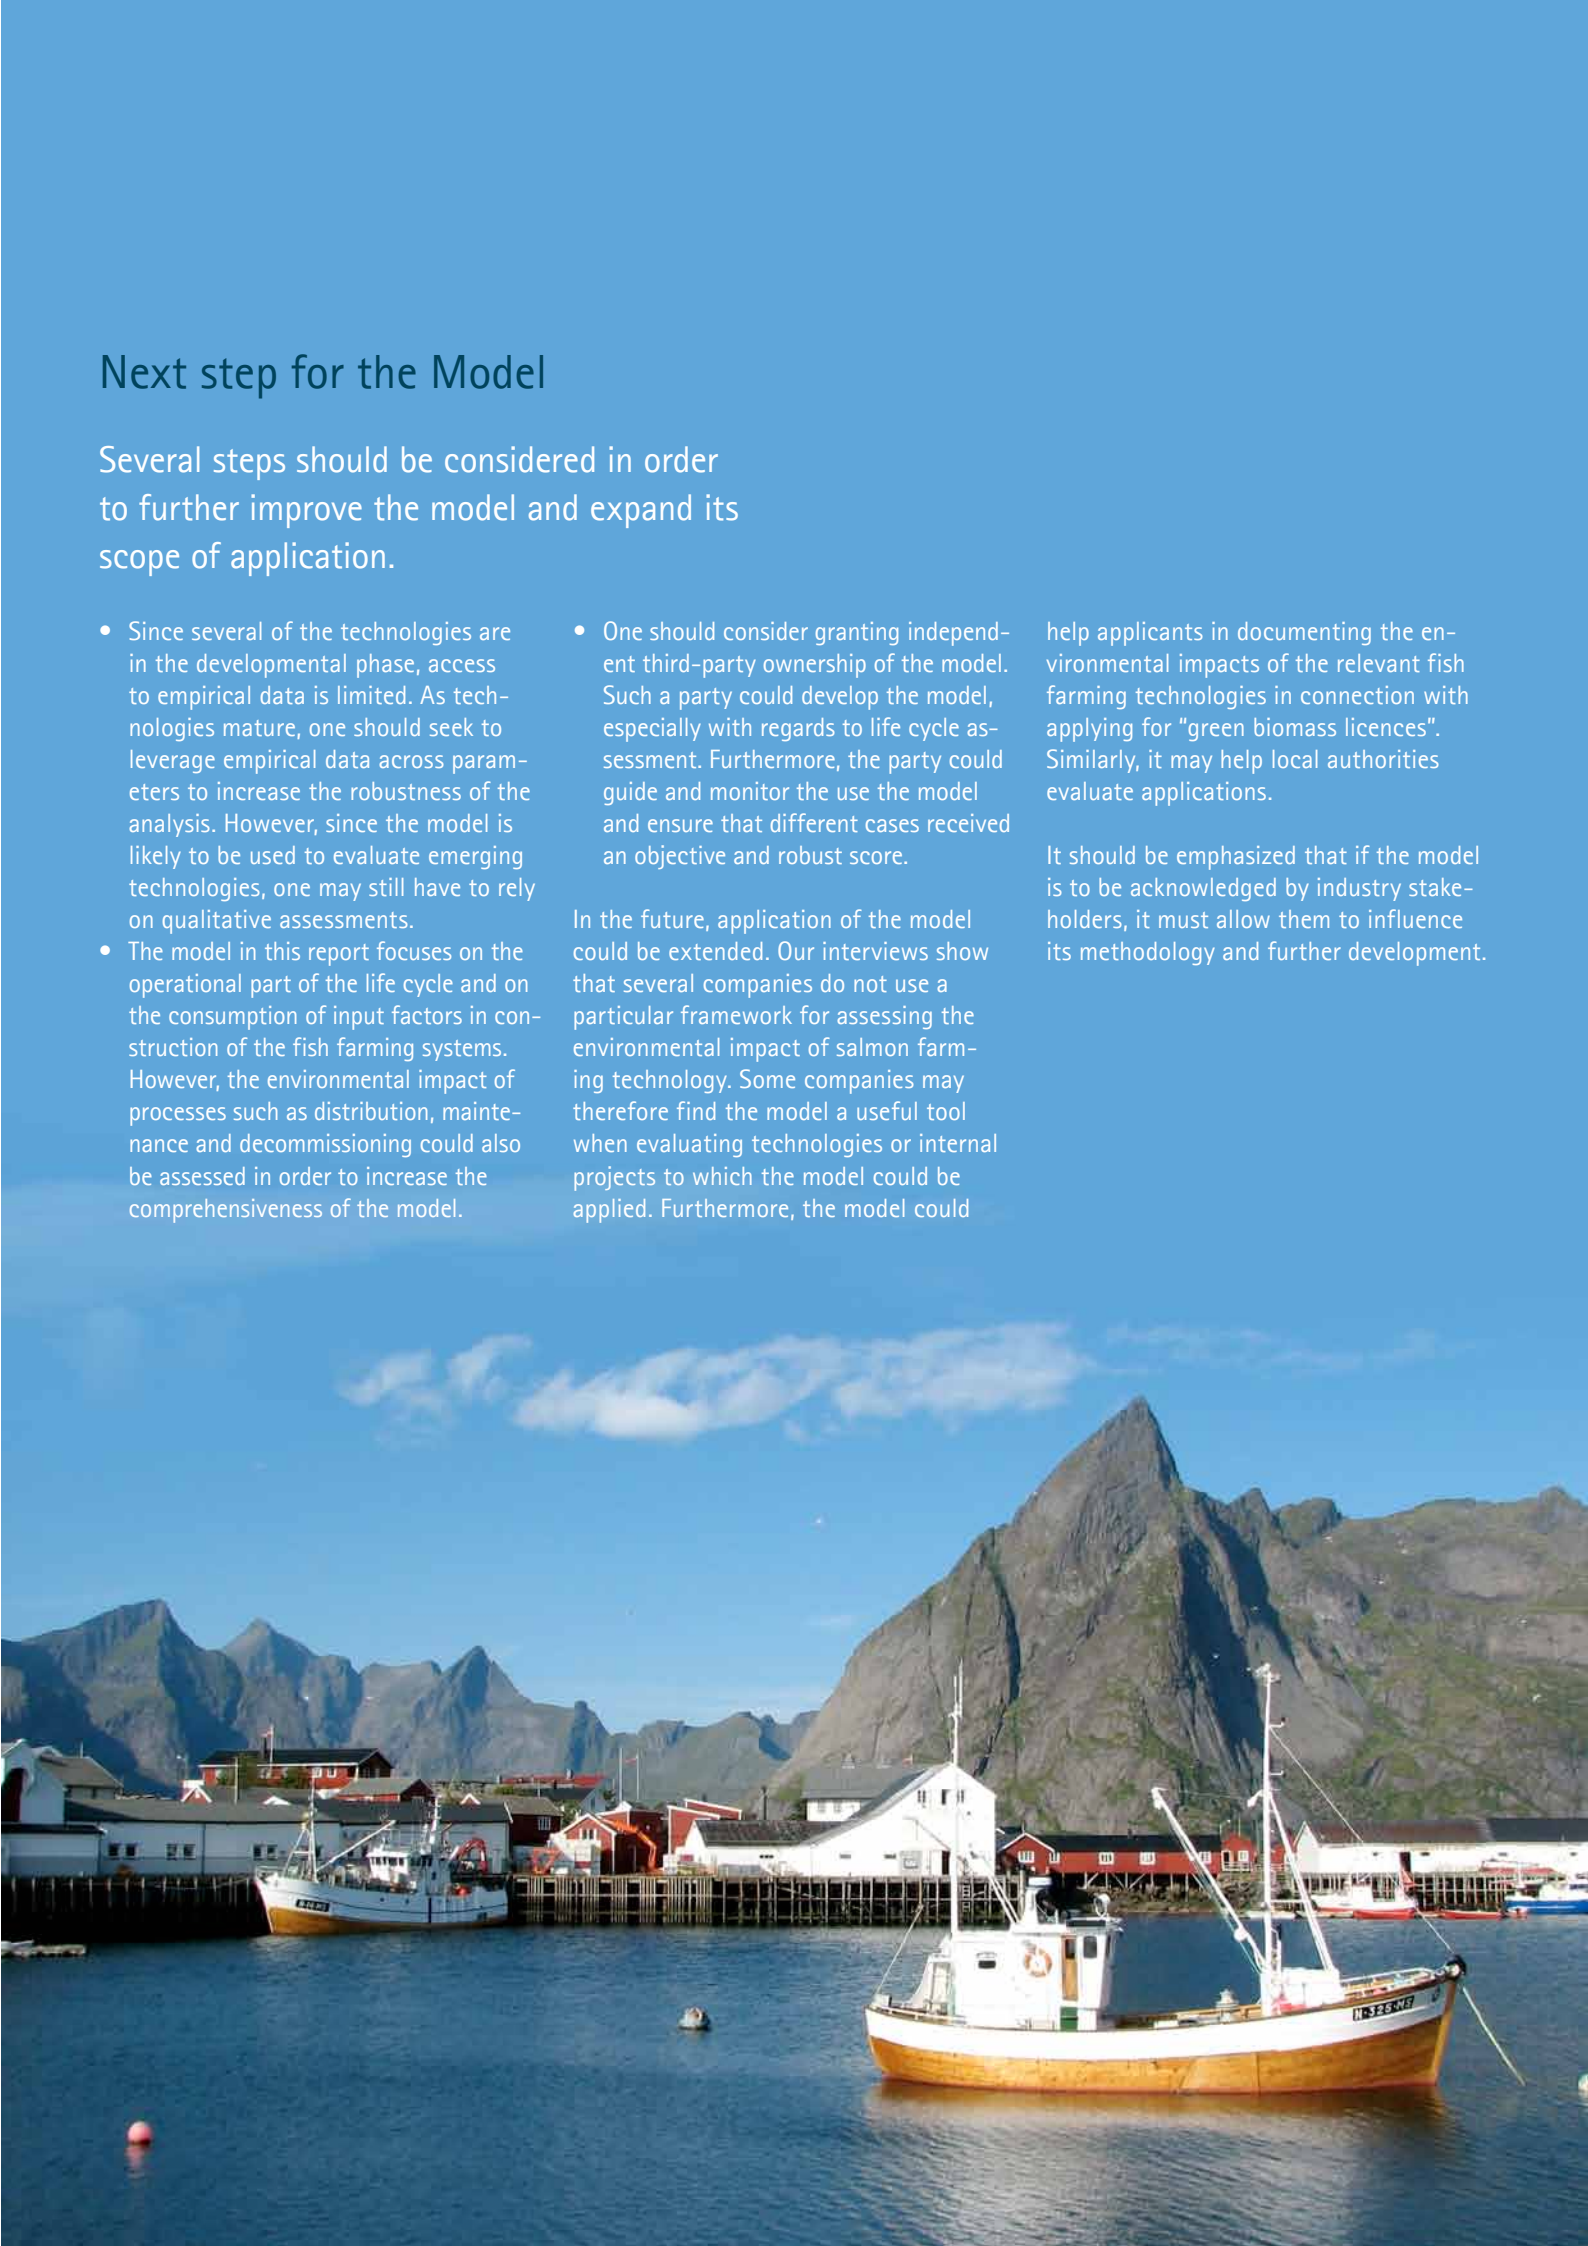 Next step for the Model
Several steps should be considered in order
to further improve the model and expand its
scope of application.
• Since several of the technologies are
in the developmental phase, access
to empirical data is limited. As tech-
nologies mature, one should seek to
leverage empirical data across param-
eters to increase the robustness of the
analysis. However, since the model is
likely to be used to evaluate emerging
technologies, one may still have to rely
on qualitative assessments.
• The model in this report focuses on the
operational part of the life cycle and on
the consumption of input factors in con-
struction of the fish farming systems.
However, the environmental impact of
processes such as distribution, mainte-
nance and decommissioning could also
be assessed in order to increase the
comprehensiveness of the model.
• One should consider granting independ-
ent third-party ownership of the model.
Such a party could develop the model,
especially with regards to life cycle as-
sessment. Furthermore, the party could
guide and monitor the use the model
and ensure that different cases received
an objective and robust score.
In the future, application of the model
could be extended. Our interviews show
that several companies do not use a
particular framework for assessing the
environmental impact of salmon farm-
ing technology. Some companies may
therefore find the model a useful tool
when evaluating technologies or internal
projects to which the model could be
applied. Furthermore, the model could
help applicants in documenting the en-
vironmental impacts of the relevant fish
farming technologies in connection with
applying for “green biomass licences”.
Similarly, it may help local authorities
evaluate applications.
It should be emphasized that if the model
is to be acknowledged by industry stake-
holders, it must allow them to influence
its methodology and further development.
N-325-MS